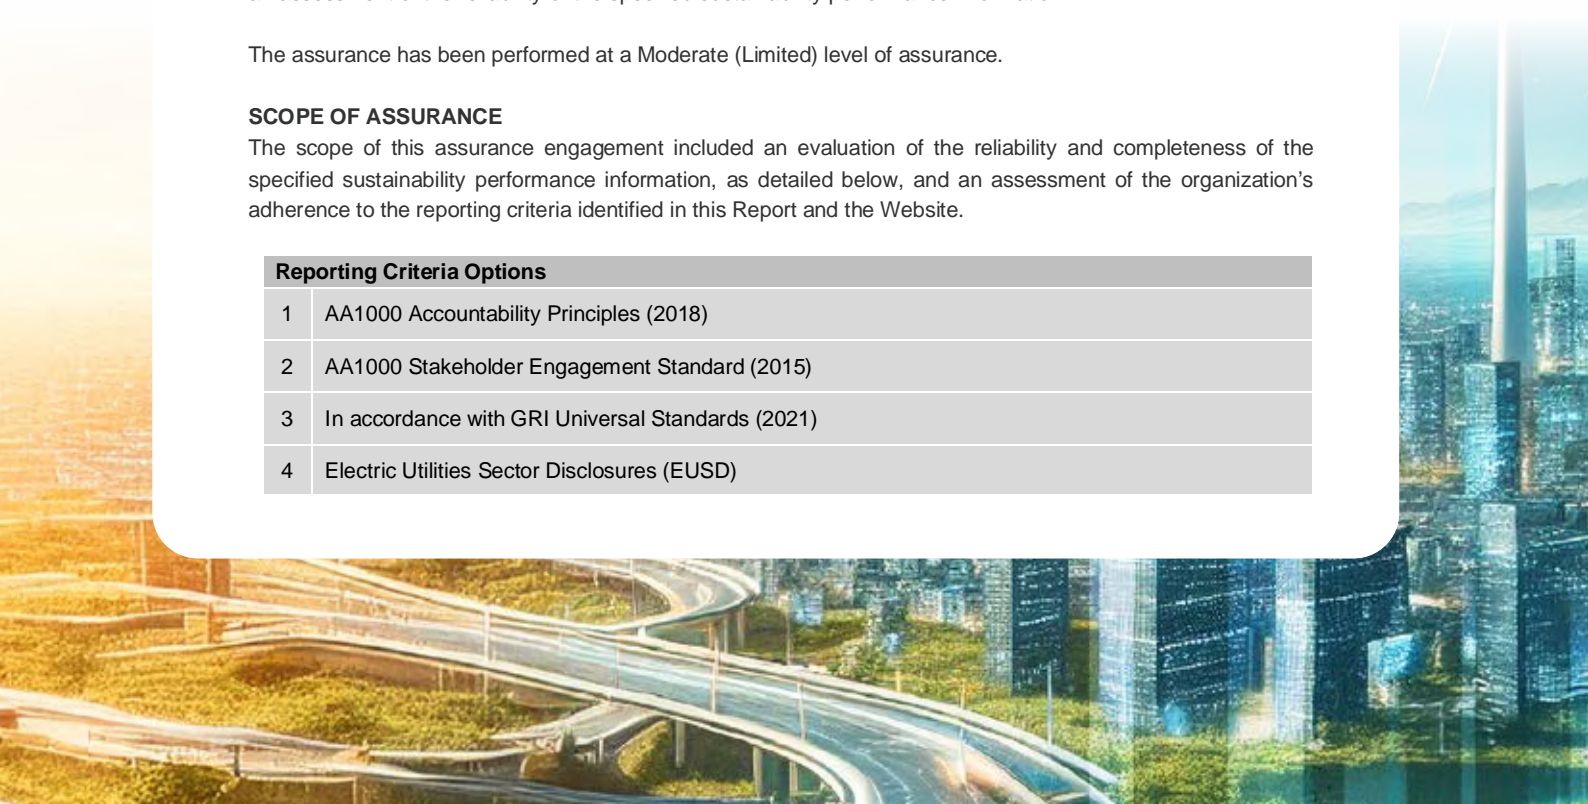 The assurance has been performed at a Moderate (Limited) level of assurance.
SCOPE OF ASSURANCE
The scope of this assurance engagement included an evaluation of the reliability and completeness of the
specified sustainability performance information, as detailed below, and an assessment of the organization's
adherence to the reporting criteria identified in this Report and the Website.
Reporting Criteria Options
1 AA1000 Accountability Principles (2018)
2 AA1000 Stakeholder Engagement Standard (2015)
3 In accordance with GRI Universal Standards (2021)
4 Electric Utilities Sector Disclosures (EUSD)